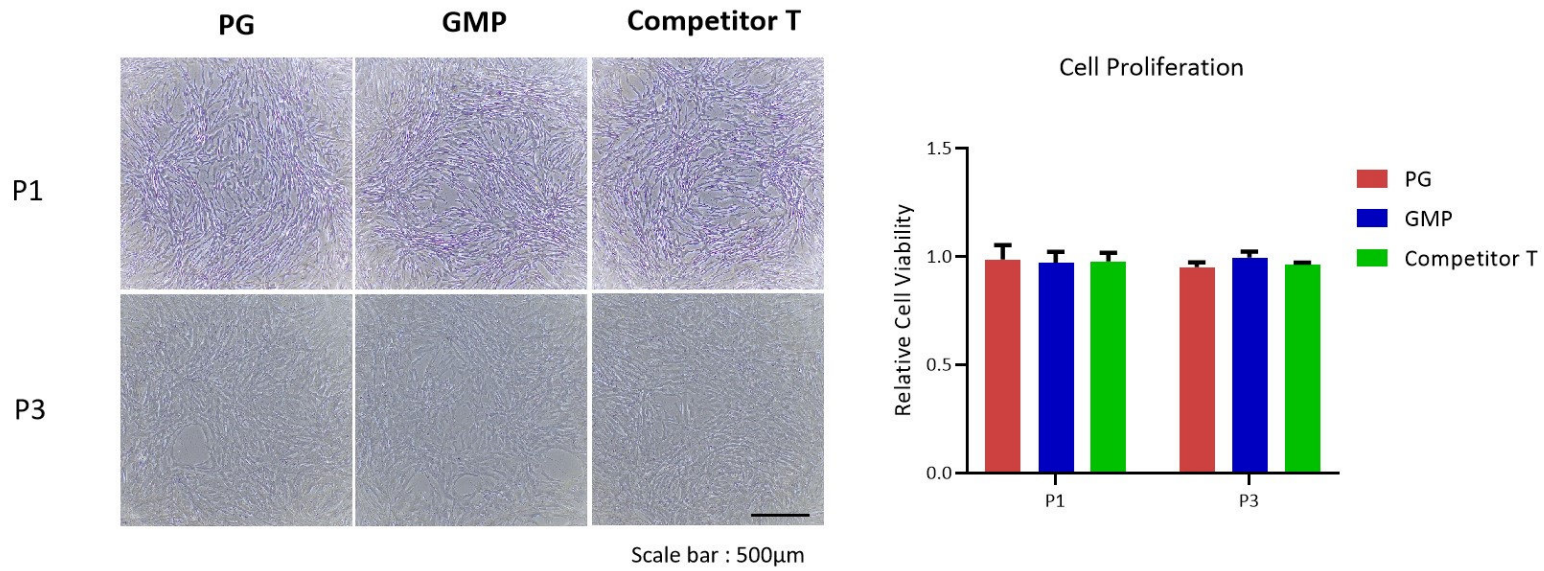 PG GMP Competitor T
P1
P3
Scale bar : 500µm
Cell Proliferation
Relative Cell Viability
1.5
1.0
0.5
0.0
P1 P3
PG
GMP
Competitor T